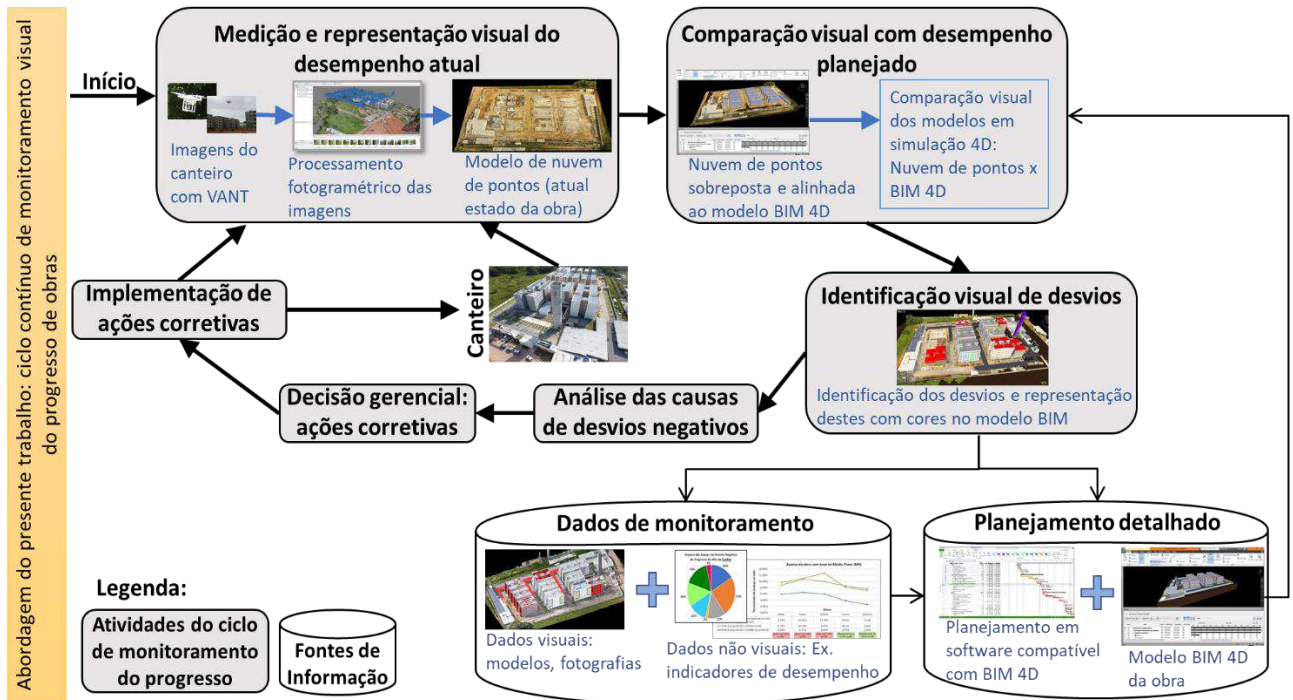 Abordagem do presente trabalho: ciclo contínuo de monitoramento visual
do progresso de obras
Início
Medição e representação visual do
desempenho atual
Imagens do
canteiro
com VANT
Processamento
fotogramétrico das
imagens
Modelo de nuvem
de pontos (atual
estado da obra)
Comparação visual com desempenho
planejado
Nuvem de pontos
sobreposta e alinhada
ao modelo BIM 4D
Comparação visual
dos modelos em
simulação 4D:
Nuvem de pontos x
BIM 4D
Implementação de
ações corretivas
Canteiro
Identificação visual de desvios
Identificação dos desvios e representação
destes com cores no modelo BIM
Decisão gerencial:
ações corretivas
Análise das causas
de desvios negativos
Dados de monitoramento
Dados visuais:
modelos, fotografias
Dados não visuais: Ex.
indicadores de desempenho
Planejamento detalhado
Planejamento em
software compatível
com BIM 4D
Modelo BIM 4D
da obra
Legenda:
Atividades do ciclo
de monitoramento
do progresso
Fontes de
Informação